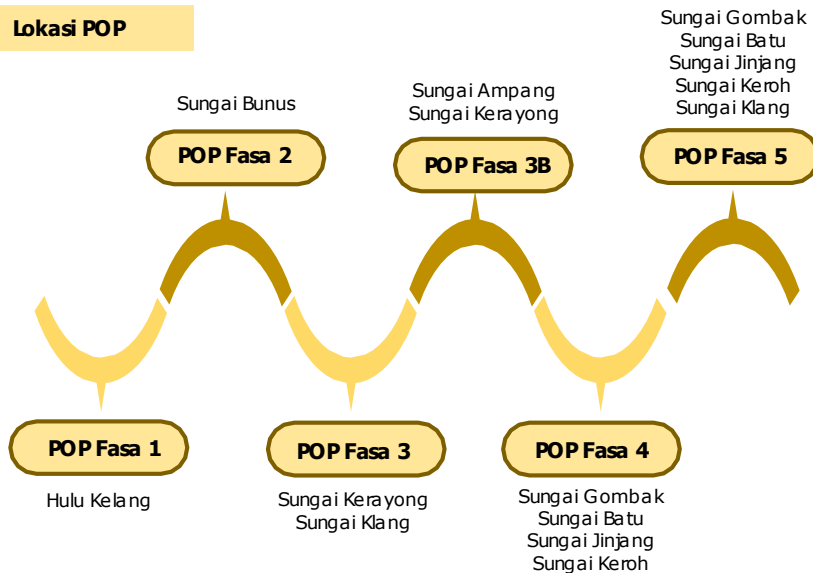 Lokasi POP
Hulu Kelang
POP Fasa 1
Sungai Bunus
POP Fasa 2
POP Fasa 3
Sungai Kerayong
Sungai Klang
Sungai Ampang
Sungai Kerayong
POP Fasa 3B
POP Fasa 4
Sungai Gombak
Sungai Batu
Sungai Jinjang
Sungai Keroh
Sungai Gombak
Sungai Batu
Sungai Jinjang
Sungai Keroh
Sungai Klang
POP Fasa 5